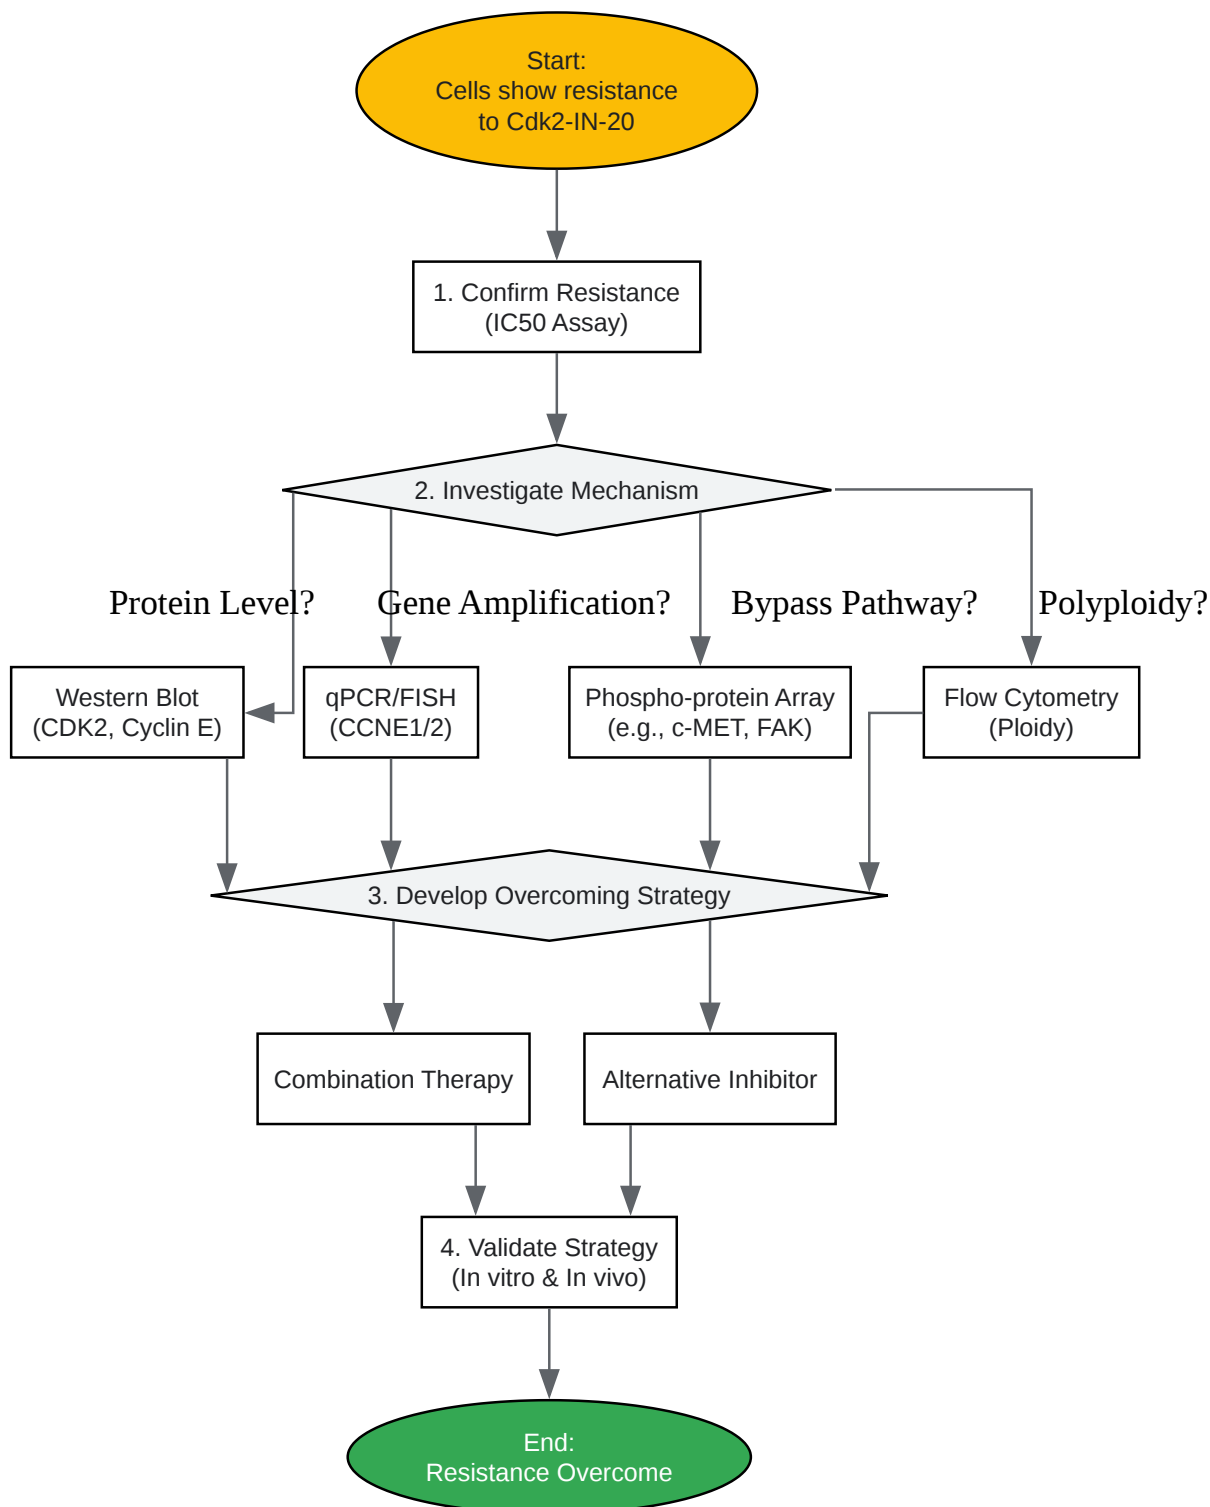 Start:
Cells show resistance
to Cdk2-IN-20
1. Confirm Resistance
(IC50 Assay)
2. Investigate Mechanism
Protein Level?
Gene Amplification?
Bypass Pathway?
Polyploidy?
Western Blot
(CDK2, Cyclin E)
qPCR/FISH
(CCNE1/2)
Phospho-protein Array
(e.g., c-MET, FAK)
Flow Cytometry
(Ploidy)
3. Develop Overcoming Strategy
Combination Therapy
Alternative Inhibitor
4. Validate Strategy
(In vitro & In vivo)
End:
Resistance Overcome